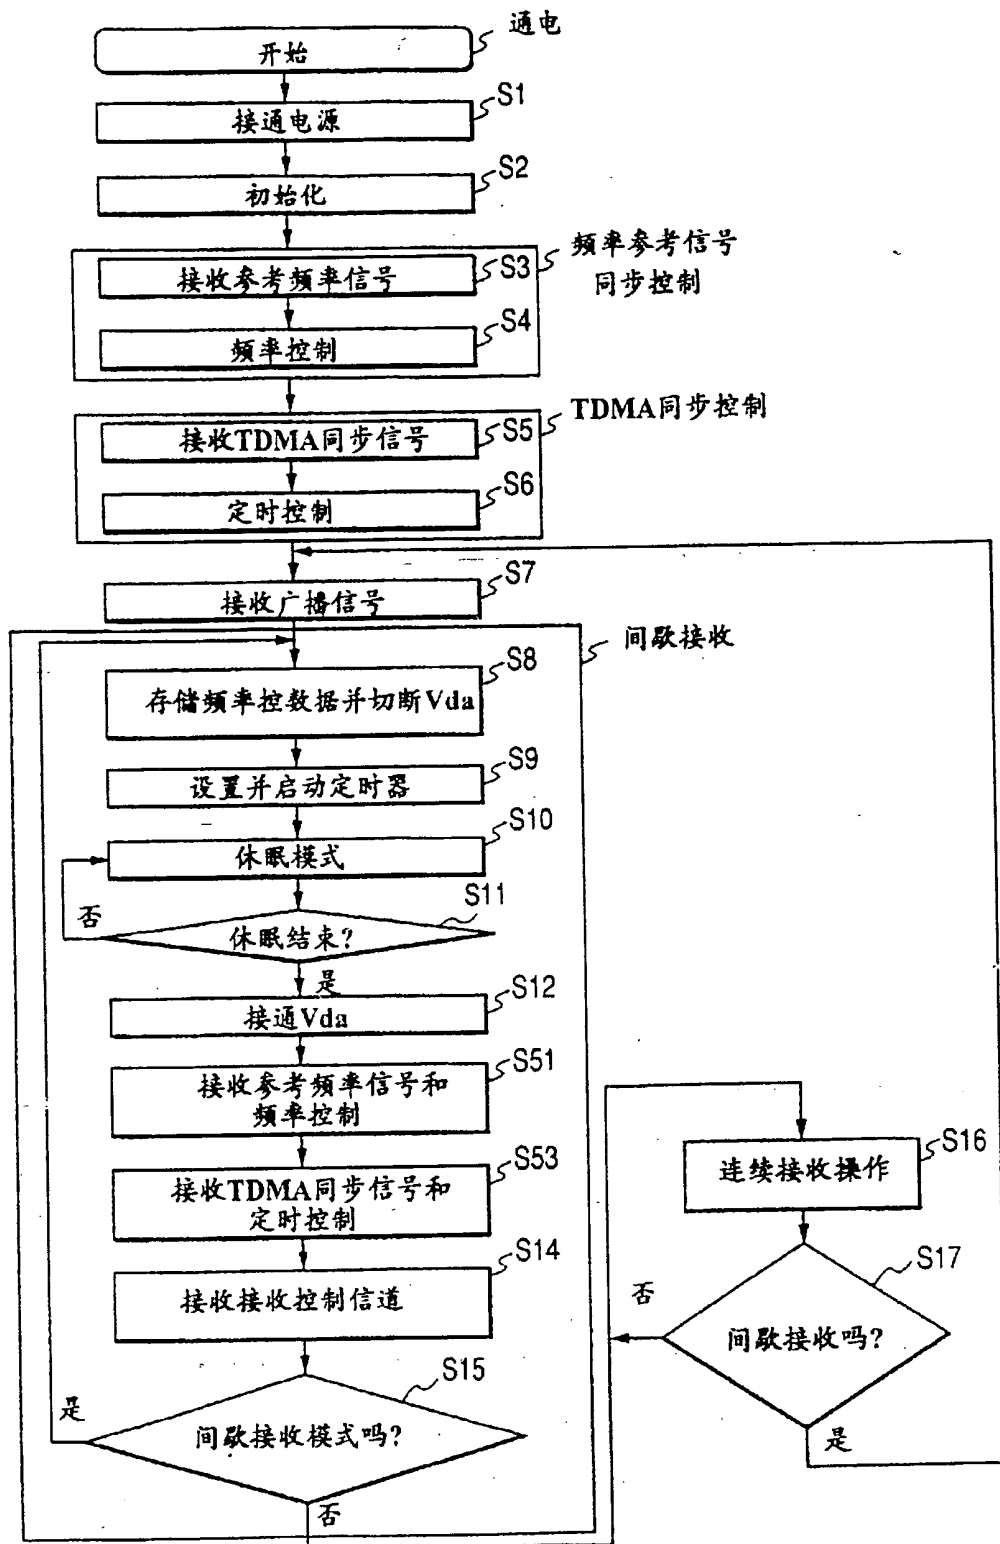 通电
开始
S1
接通电源
S2
初始化
频率参考信号
同步控制
S3
接收参考频率信号
S4
频率控制
TDMA同步控制
S5
接收TDMA同步信号
S6
定时控制
S7
接收广播信号
间歇接收
S8
存储频率控数据并切断Vda
S9
设置并启动定时器
S10
休眠模式
S11
否
休眠结束?
是
S12
接通Vda
S51
接收参考频率信号和
频率控制
S53
接收TDMA同步信号和
定时控制
S14
接收接收控制信道
S15
是
间歇接收模式吗?
否
S16
连续接收操作
S17
否
间歇接收吗?
是